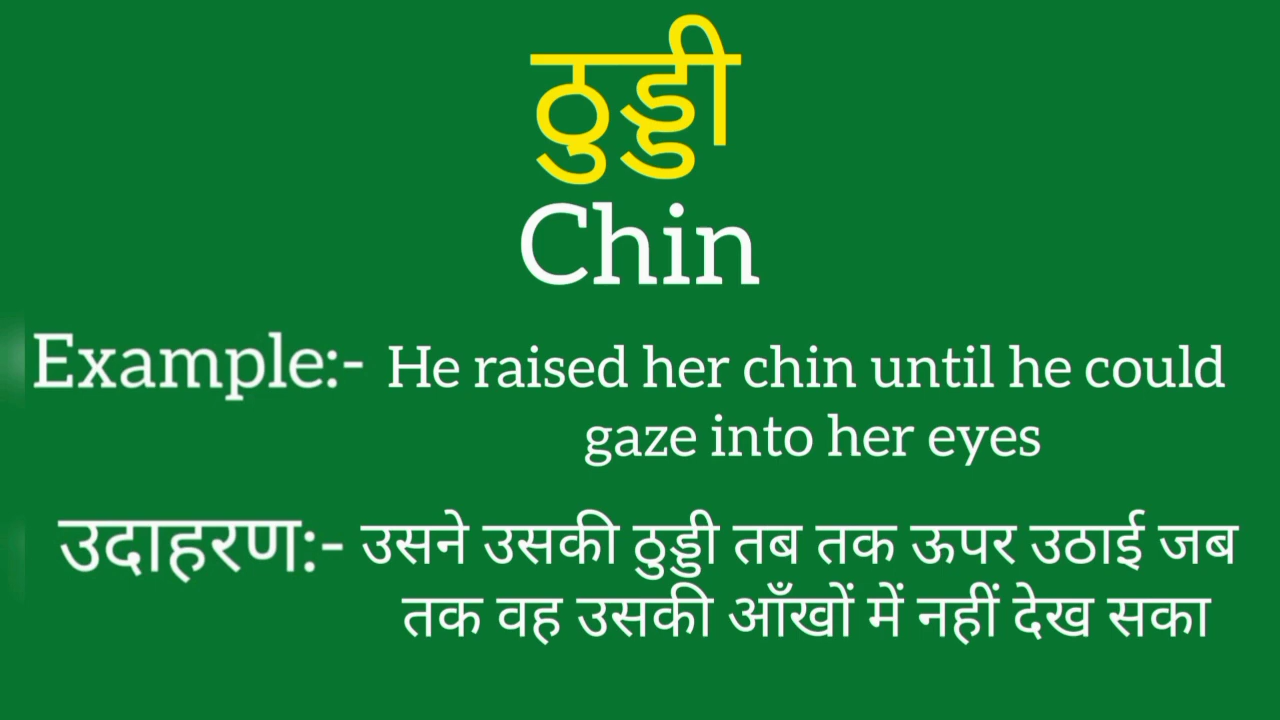 ठुड्डी
Chin
Example:- He raised her chin until he could
gaze into her eyes
उदाहरण:- उसने उसकी ठुड्डी तब तक ऊपर उठाई जब
तक वह उसकी आँखों में नहीं देख सका